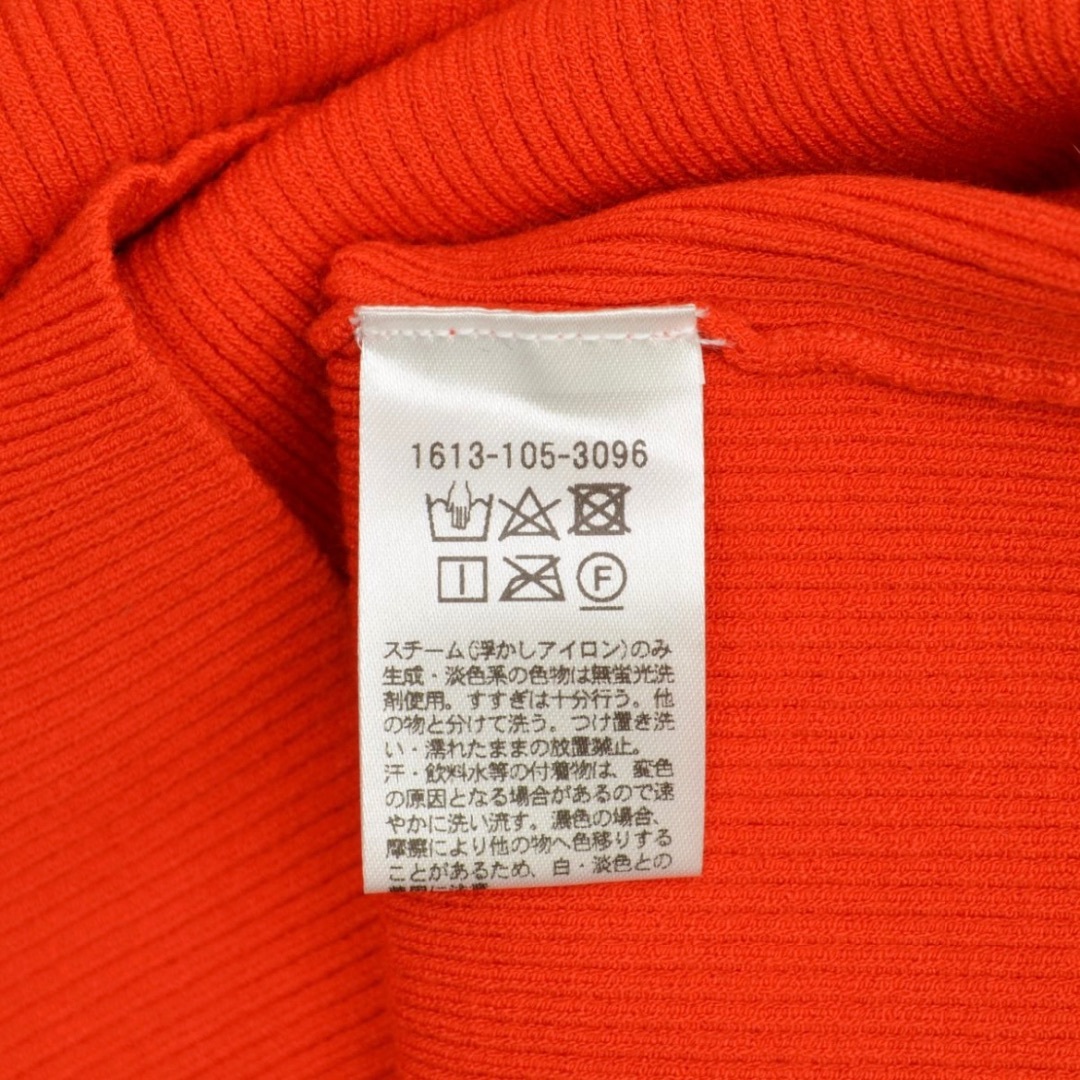 1613-105-3096
F
スチーム(浮かしアイロン)のみ
生成・淡色系の色物は無蛍光洗
剤使用。すすぎは十分行う。他
の物と分けて洗う。つけ置き洗
い・濡れたままの放置禁止。
汗・飲料水等の付着物は、変色
の原因となる場合があるので速
やかに洗い流す。濃色の場合、
摩擦により他の物へ色移りする
ことがあるため、白・淡色との